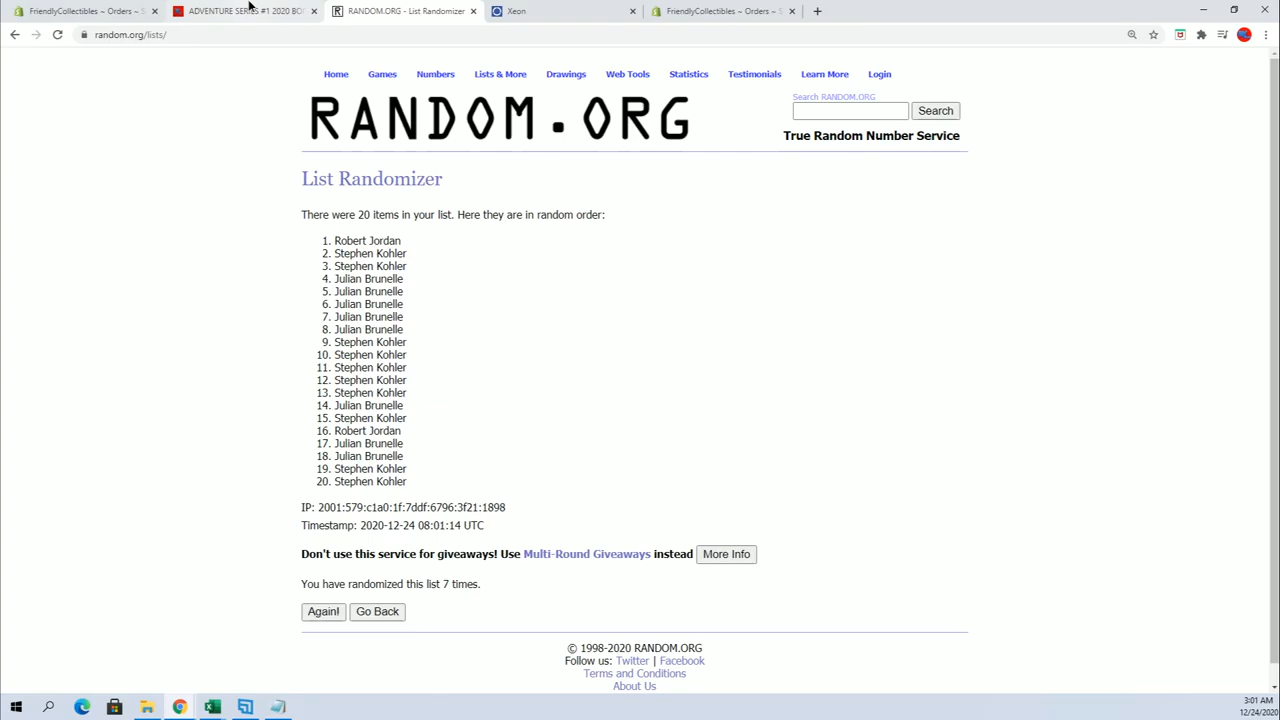 FriendlyCollectibles ~ Orders ~ S
ADVENTURE SERIES #1 2020 BO
RANDOM.ORG - List Randomizer
Xeon
FriendlyCollectibles ~ Orders ~ S
random.org/lists/
Home Games Numbers Lists & More Drawings Web Tools Statistics Testimonials Learn More Login
Search RANDOM.ORG
RANDOM.ORG
Search
True Random Number Service
List Randomizer
There were 20 items in your list. Here they are in random order:
1. Robert Jordan
2. Stephen Kohler
3. Stephen Kohler
4. Julian Brunelle
5. Julian Brunelle
6. Julian Brunelle
7. Julian Brunelle
8. Julian Brunelle
9. Stephen Kohler
10. Stephen Kohler
11. Stephen Kohler
12. Stephen Kohler
13. Stephen Kohler
14. Julian Brunelle
15. Stephen Kohler
16. Robert Jordan
17. Julian Brunelle
18. Julian Brunelle
19. Stephen Kohler
20. Stephen Kohler
IP: 2001:579:c1a0:1f:7ddf:6796:3f21:1898
Timestamp: 2020-12-24 08:01:14 UTC
Don't use this service for giveaways! Use Multi-Round Giveaways instead More Info
You have randomized this list 7 times.
Again! Go Back
© 1998-2020 RANDOM.ORG
Follow us: Twitter | Facebook
Terms and Conditions
About Us
3:01 AM
12/24/2020